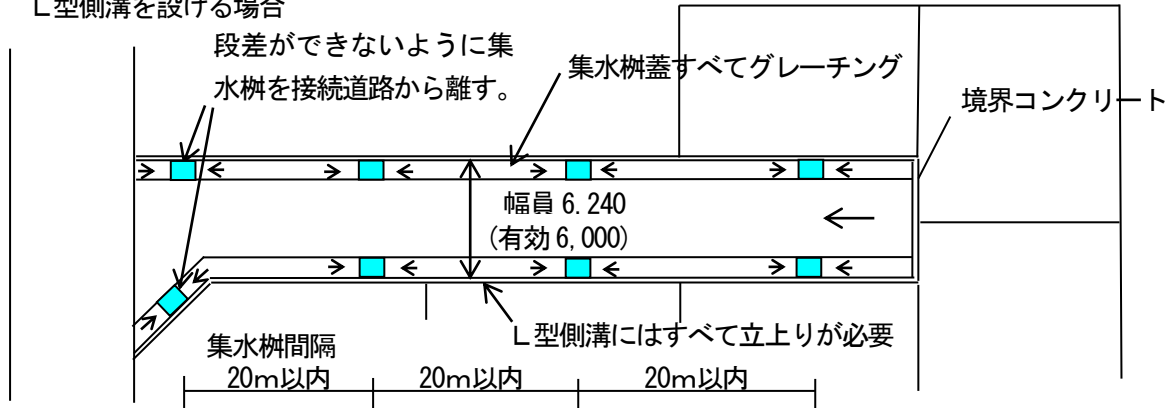 L型側溝を設ける場合
段差ができないように集
水桝を接続道路から離す。
集水桝蓋すべてグレーチング
境界コンクリート
幅員 6.240
(有効 6,000)
L型側溝にはすべて立上りが必要
集水桝間隔
20m以内
20m以内
20m以内